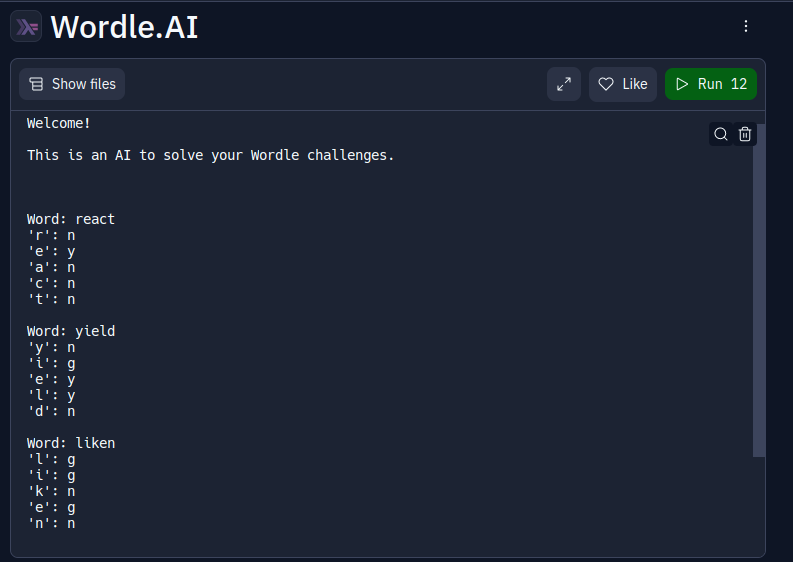 Wordle.AI
Show files
Like
Run 12
Welcome!
This is an AI to solve your Wordle challenges.
Word: react
'r': n
'e': y
'a': n
'c': n
't': n
Word: yield
'y': n
'i': g
'e': y
'l': y
'd': n
Word: liken
'l': g
'i': g
'k': n
'e': g
'n': n